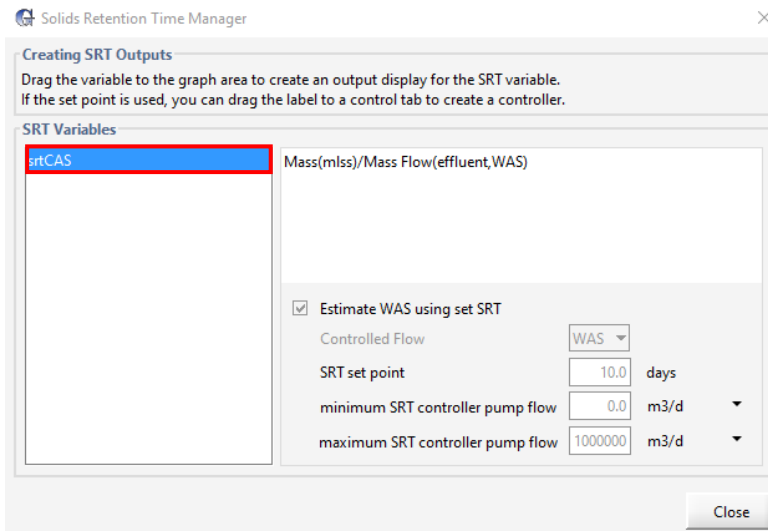 Solids Retention Time Manager
Creating SRT Outputs
Drag the variable to the graph area to create an output display for the SRT variable.
If the set point is used, you can drag the label to a control tab to create a controller.
SRT Variables
srtCAS
Mass(mlss)/Mass Flow(effluent,WAS)
Estimate WAS using set SRT
Controlled Flow WAS
SRT set point 10.0 days
minimum SRT controller pump flow 0.0 m3/d
maximum SRT controller pump flow 1000000 m3/d
Close